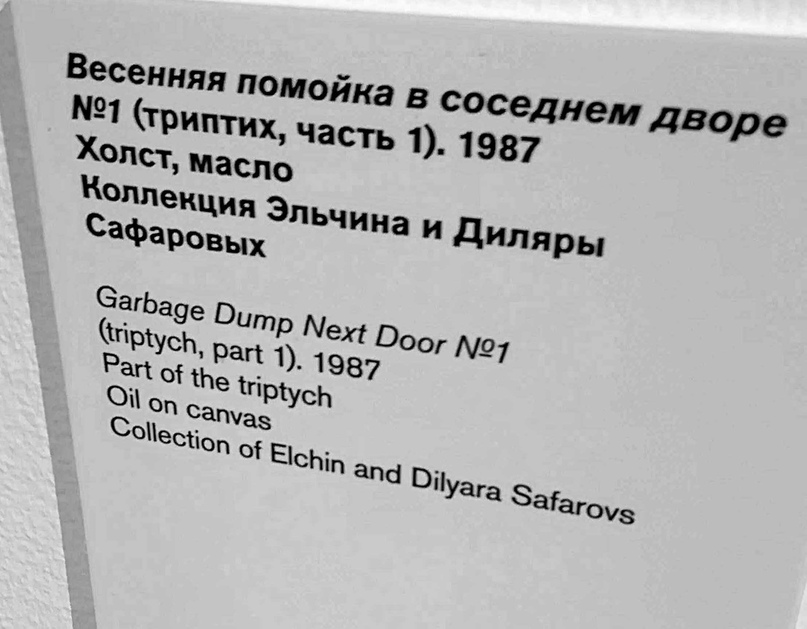 Весенняя помойка в соседнем дворе
№1 (триптих, часть 1). 1987
Холст, масло
Коллекция Эльчина и Диляры
Сафаровых
Garbage Dump Next Door №1
(triptych, part 1). 1987
Part of the triptych
Oil on canvas
Collection of Elchin and Dilyara Safarovs